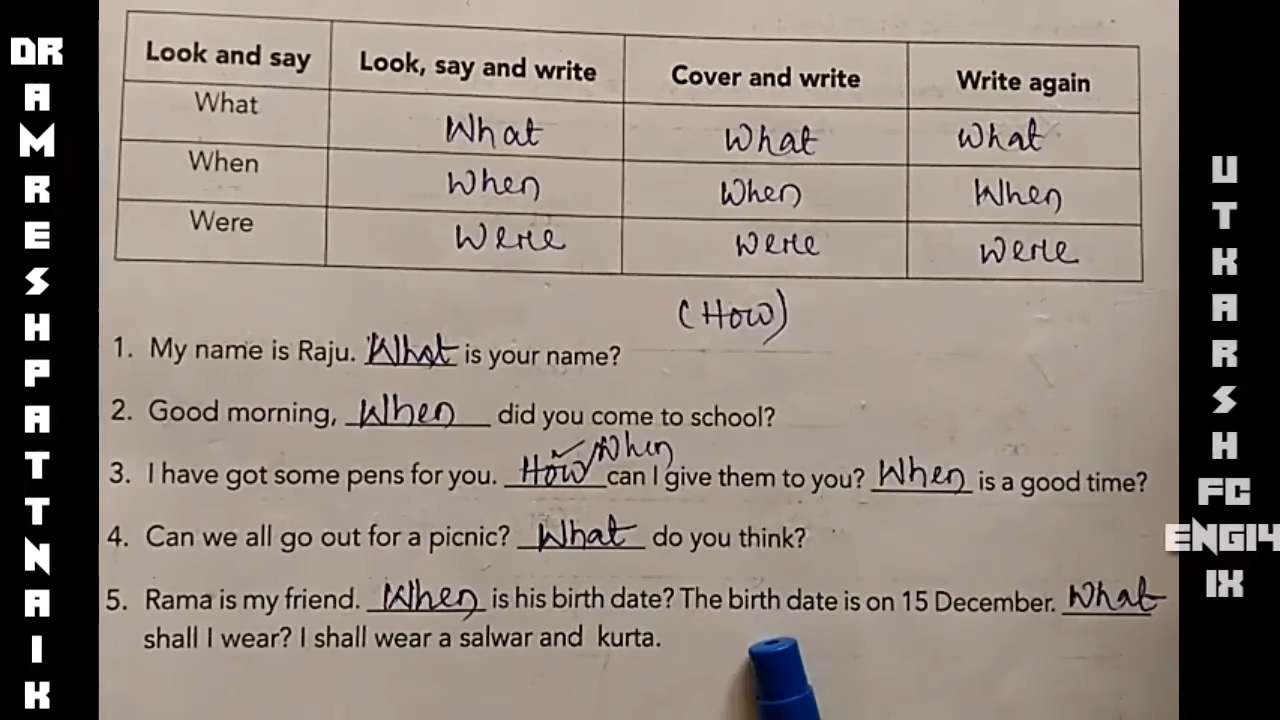 DR AMRESH PATTNAIK
Look and say Look, say and write Cover and write Write again
What What What What
When When When When
Were Were Were Were
(How)
1. My name is Raju. What is your name?
2. Good morning, When did you come to school?
When
3. I have got some pens for you. How can I give them to you? When is a good time?
4. Can we all go out for a picnic? What do you think?
5. Rama is my friend. When is his birth date? The birth date is on 15 December. What
shall I wear? I shall wear a salwar and kurta.
UTKARSH FC ENG14 IX